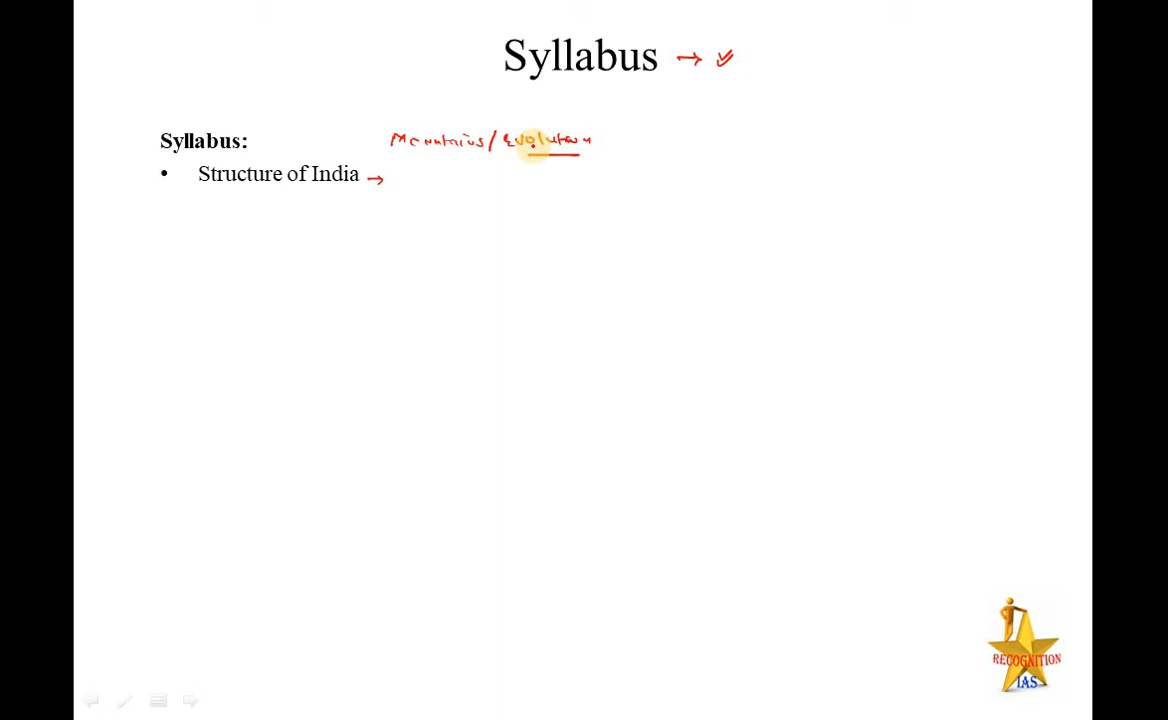 Syllabus → ✓
Syllabus: Mountains / Evolution
• Structure of India →
RECOGNITION
IAS